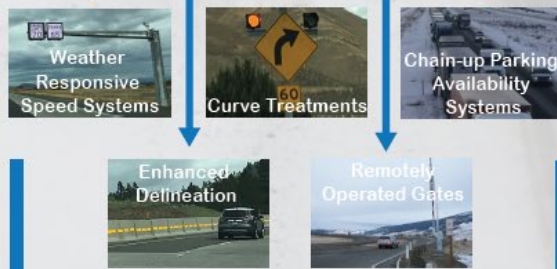 Weather
Responsive
Speed Systems
60
Curve Treatments
Chain-up Parking
Availability
Systems
Enhanced
Delineation
Remotely
Operated Gates